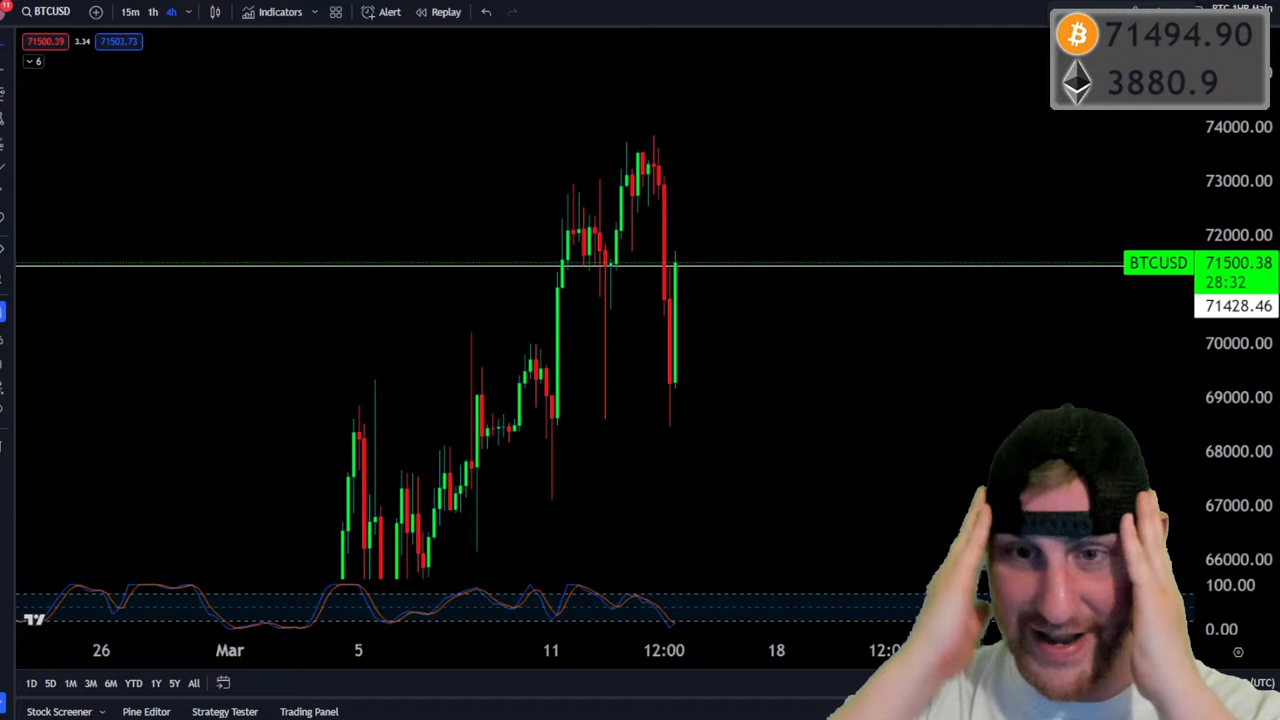 11
BTCUSD
15m 1h 4h
Indicators
Alert
Replay
71500.39 3.34 71503.73
6
71494.90
3880.9
74000.00
73000.00
72000.00
BTCUSD 71500.38
28:32
71428.46
70000.00
69000.00
68000.00
67000.00
66000.00
100.00
0.00
26 Mar 5 11 12:00 18
1D 5D 1M 3M 6M YTD 1Y 5Y All
(UTC)
Stock Screener Pine Editor Strategy Tester Trading Panel